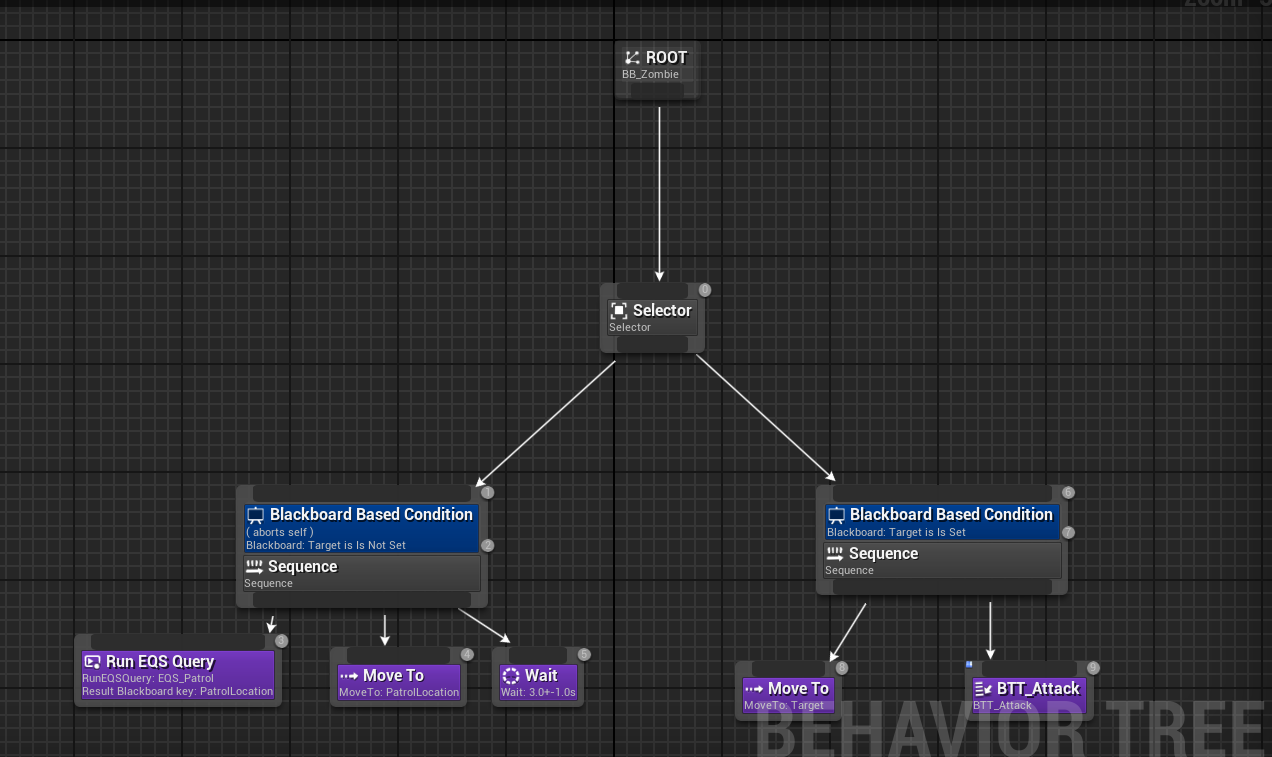 ROOT
BB_Zombie
0
Selector
Selector
1
Blackboard Based Condition
( aborts self )
Blackboard: Target is Is Not Set
2
Sequence
Sequence
6
Blackboard Based Condition
Blackboard: Target is Is Set
7
Sequence
Sequence
3
Run EQS Query
RunEQSQuery: EQS_Patrol
Result Blackboard key: PatrolLocation
4
Move To
MoveTo: PatrolLocation
5
Wait
Wait: 3.0+-1.0s
8
Move To
MoveTo: Target
9
BTT_Attack
BTT_Attack
BEHAVIOR TREE